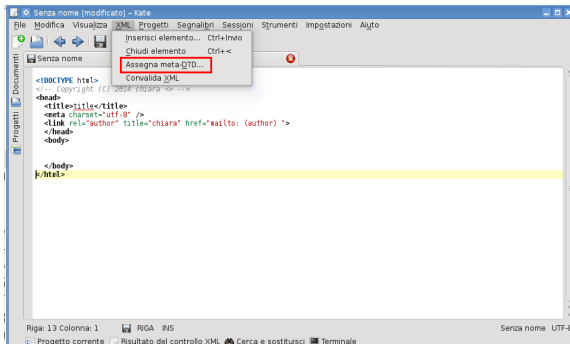 Senza nome [modificato] – Kate
File Modifica Visualizza XML Progetti Segnalibri Sessioni Strumenti Impostazioni Aiuto
Inserisci elemento... Ctrl+Invio
Chiudi elemento Ctrl+<
Assegna meta-DTD...
Convalida XML
Senza nome
Documenti
Progetti
<!DOCTYPE html>
<!-- Copyright (C) 2014 chiara <> -->
<head>
<title>title</title>
<meta charset="utf-8" />
<link rel="author" title="chiara" href="mailto: (author) ">
</head>
<body>
</body>
</html>
Riga: 13 Colonna: 1 RIGA INS Senza nome UTF-8
Progetto corrente Risultato del controllo XML Cerca e sostituisci Terminale